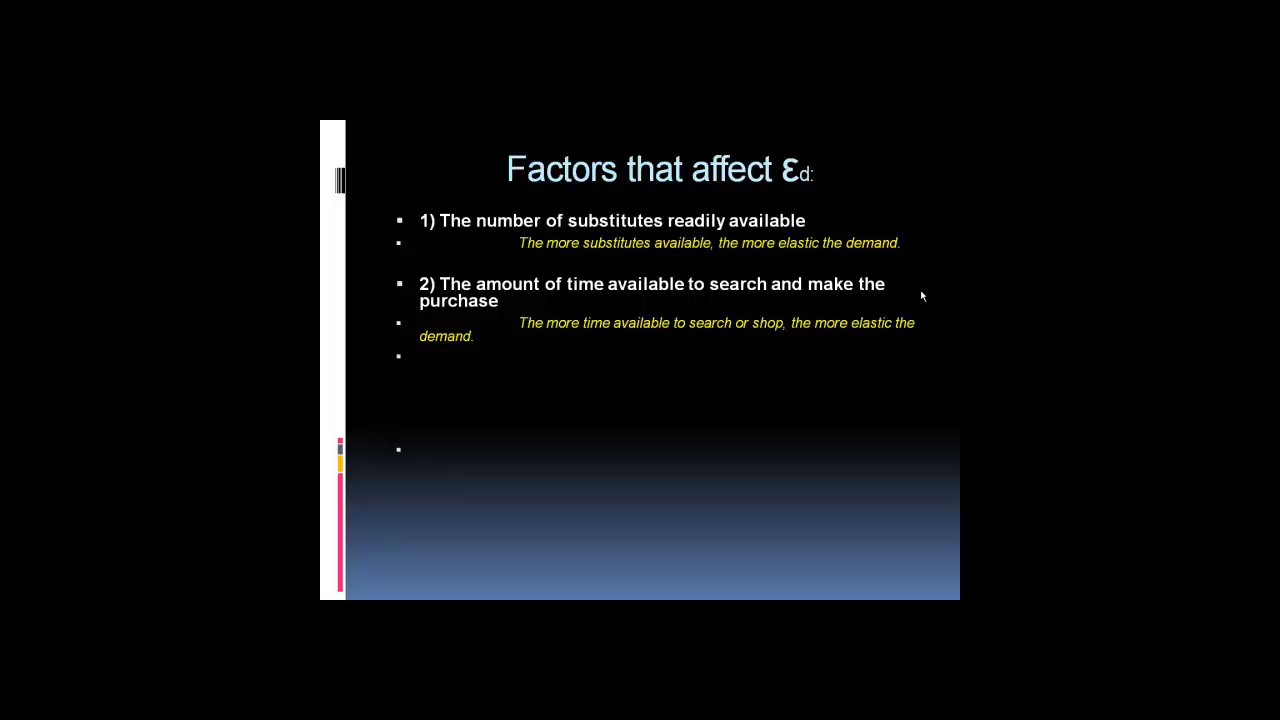 Factors that affect εd:
▪ 1) The number of substitutes readily available
▪ The more substitutes available, the more elastic the demand.
▪ 2) The amount of time available to search and make the
purchase
▪ The more time available to search or shop, the more elastic the
demand.
▪
▪